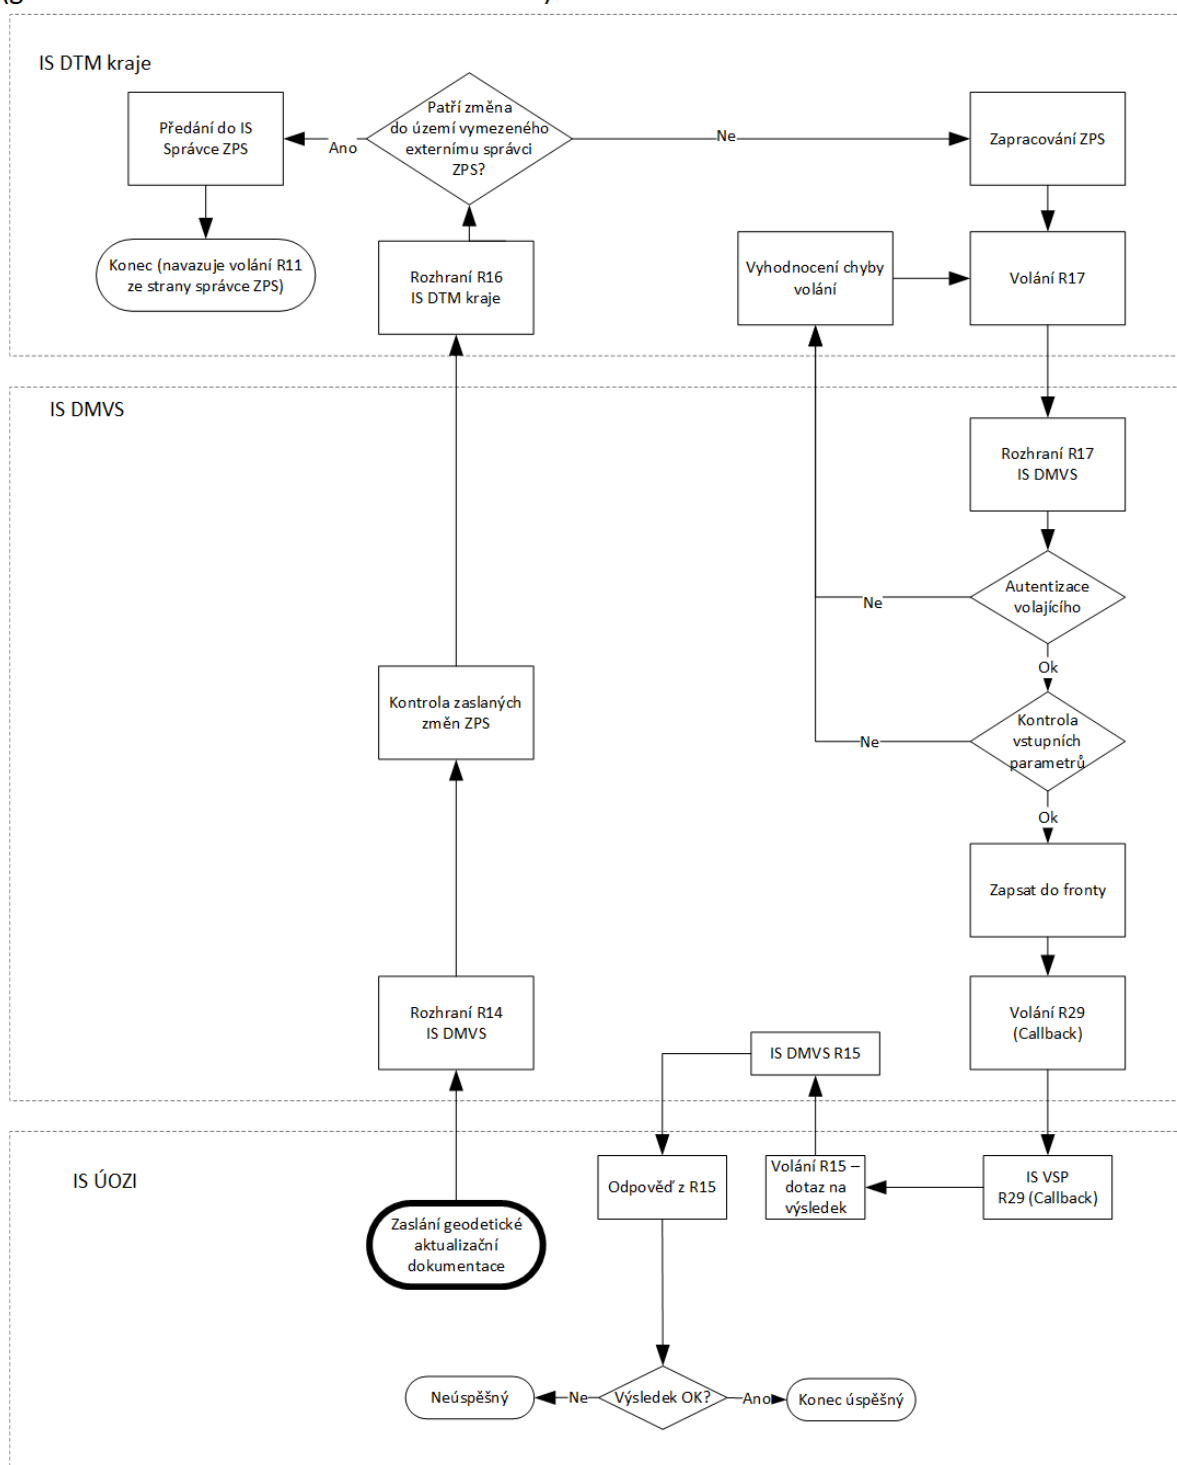 IS DTM kraje
Předání do IS
Správce ZPS
Ano
Patří změna
do území vymezeného
externímu správci
ZPS?
Ne
Zapracování ZPS
Konec (navazuje volání R11
ze strany správce ZPS)
Rozhraní R16
IS DTM kraje
Vyhodnocení chyby
volání
Volání R17
IS DMVS
Rozhraní R17
IS DMVS
Autentizace
volajícího
Ne
Ok
Kontrola zaslaných
změn ZPS
Kontrola
vstupních
parametrů
Ne
Ok
Zapsat do fronty
Rozhraní R14
IS DMVS
Volání R29
(Callback)
IS DMVS R15
IS ÚOZI
Odpověď z R15
Volání R15 –
dotaz na
výsledek
IS VSP
R29 (Callback)
Zaslání geodetické
aktualizační
dokumentace
Neúspěšný
Ne
Výsledek OK?
Ano
Konec úspěšný